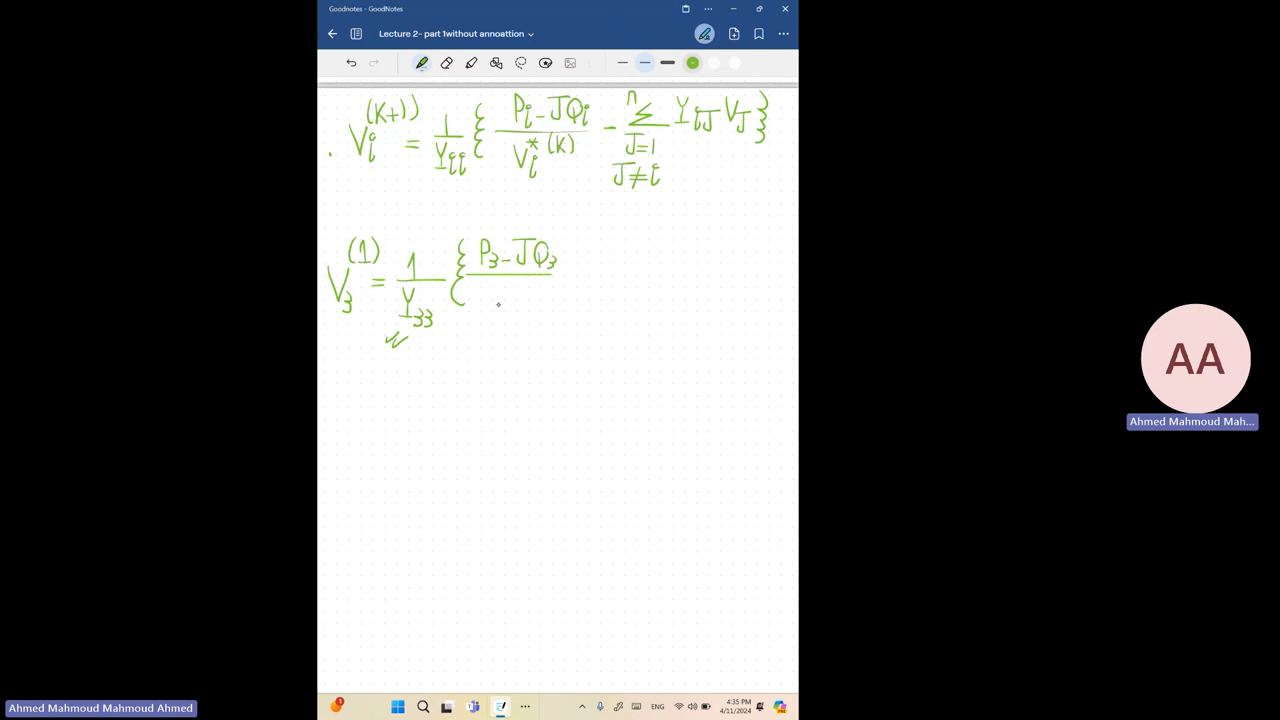 Goodnotes - GoodNotes
Lecture 2- part 1without annoattion
V_i^(K+1) = 1/Y_ii { (P_i - JQ_i)/V_i^*(K) - Σ_{J=1, J≠i}^n Y_iJ V_J }
V_3^(1) = 1/Y_33 { (P_3 - JQ_3)/
AA
Ahmed Mahmoud Mah...
Ahmed Mahmoud Mahmoud Ahmed
1
ENG
4:35 PM
4/11/2024